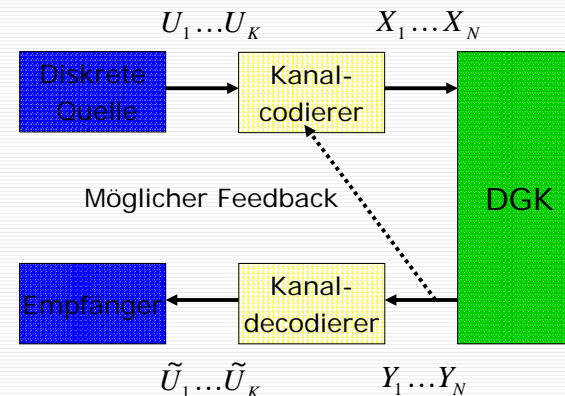 U₁…U_K
X₁…X_N
Diskrete
Quelle
Kanal-
codierer
DGK
Möglicher Feedback
Empfänger
Kanal-
decodierer
Ũ₁…Ũ_K
Y₁…Y_N